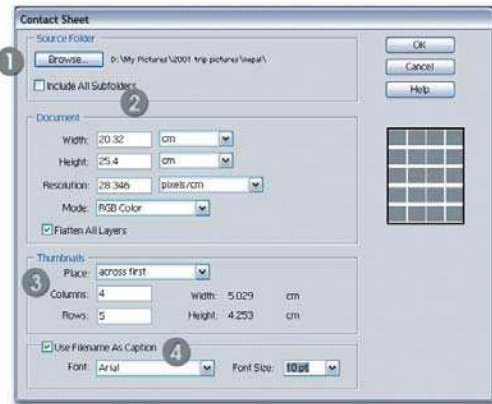 Contact Sheet
Source Folder
1 Browse... D:\My Pictures\2001 trip pictures\nepal\
Include All Subfolders
2
Document
Width: 20.32 cm
Height: 25.4 cm
Resolution: 28.346 pixels/cm
Mode: RGB Color
Flatten All Layers
Thumbnails
Place: across first
3
Columns: 4 Width: 5.029 cm
Rows: 5 Height: 4.253 cm
Use Filename As Caption 4
Font: Arial Font Size: 10 pt
OK
Cancel
Help